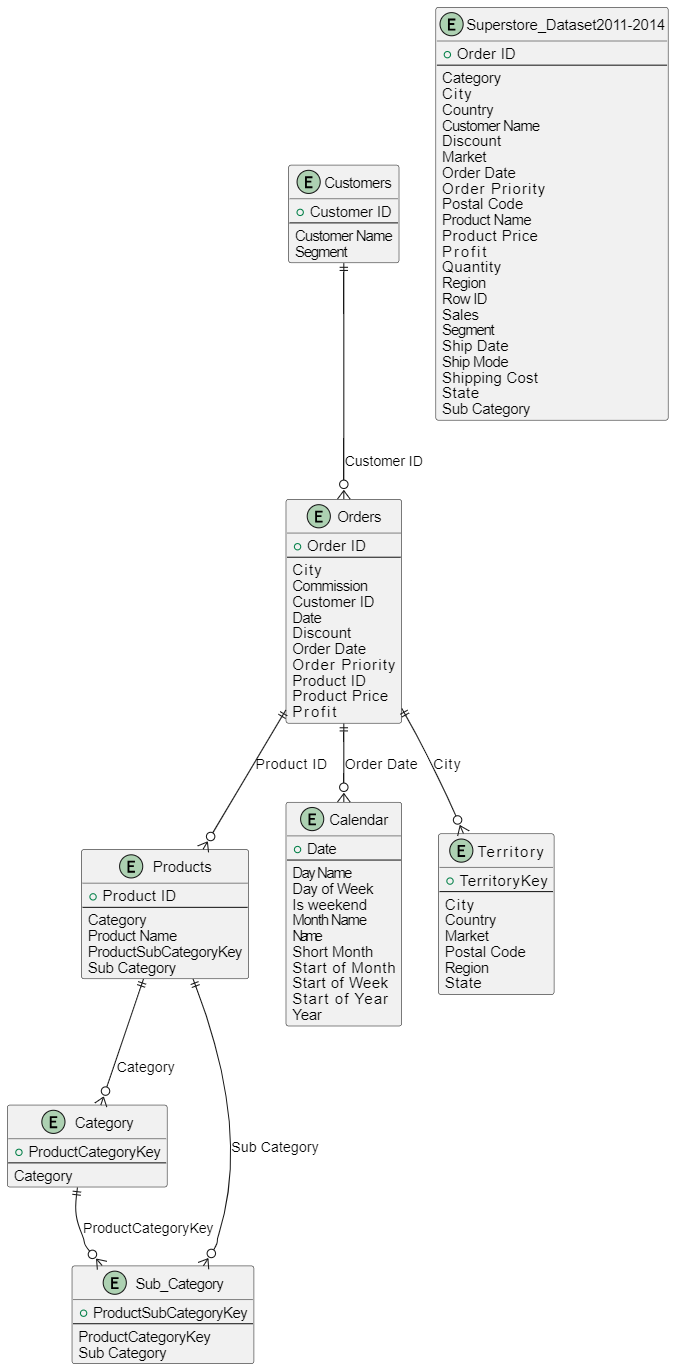 Superstore_Dataset2011-2014
Order ID
Category
City
Country
Customer Name
Discount
Market
Order Date
Order Priority
Postal Code
Product Name
Product Price
Profit
Quantity
Region
Row ID
Sales
Segment
Ship Date
Ship Mode
Shipping Cost
State
Sub Category
E
E
Customers
Customer ID
Customer Name
Segment
Customer ID
E
Orders
Order ID
City
Commission
Customer ID
Date
Discount
Order Date
Order Priority
Product ID
Product Price
Profit
Product ID
Order Date
City
E
Products
Product ID
Category
Product Name
ProductSubCategoryKey
Sub Category
E
Calendar
Date
Day Name
Day of Week
Is weekend
Month Name
Name
Short Month
Start of Month
Start of Week
Start of Year
Year
E
Territory
TerritoryKey
City
Country
Market
Postal Code
Region
State
Category
Sub Category
E
Category
ProductCategoryKey
Category
ProductCategoryKey
E
Sub_Category
ProductSubCategoryKey
ProductCategoryKey
Sub Category